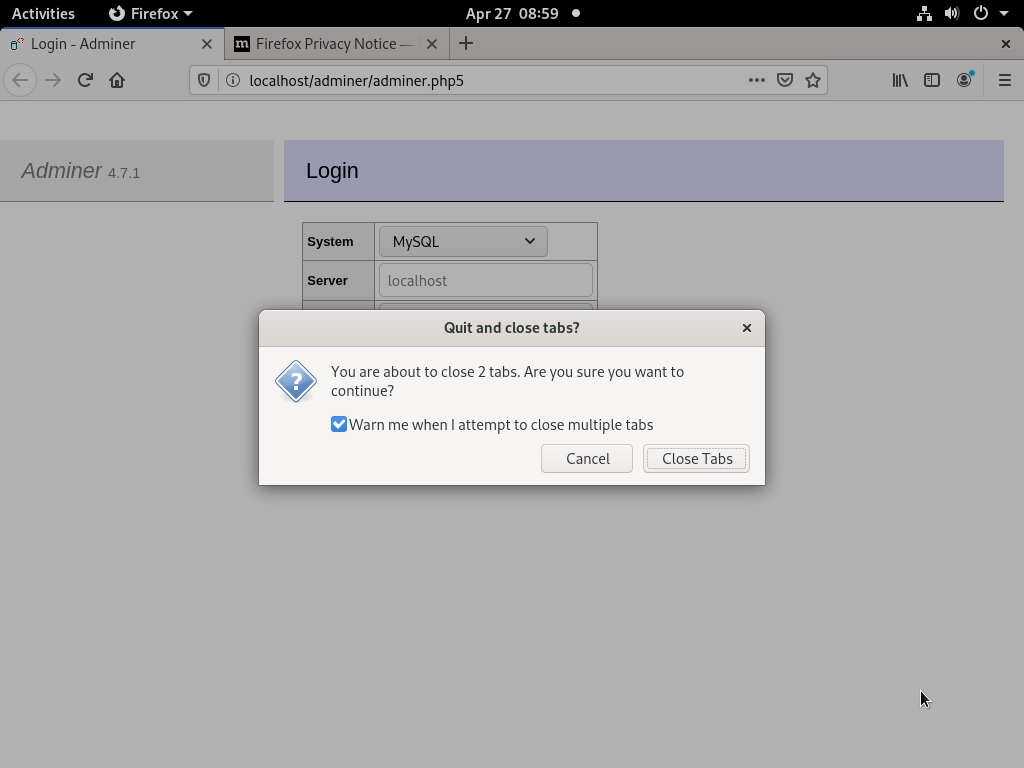 Activities
Firefox
Apr 27 08:59
Login - Adminer
Firefox Privacy Notice —
localhost/adminer/adminer.php5
Adminer 4.7.1
Login
System
MySQL
Server
localhost
Quit and close tabs?
You are about to close 2 tabs. Are you sure you want to
continue?
Warn me when I attempt to close multiple tabs
Cancel
Close Tabs